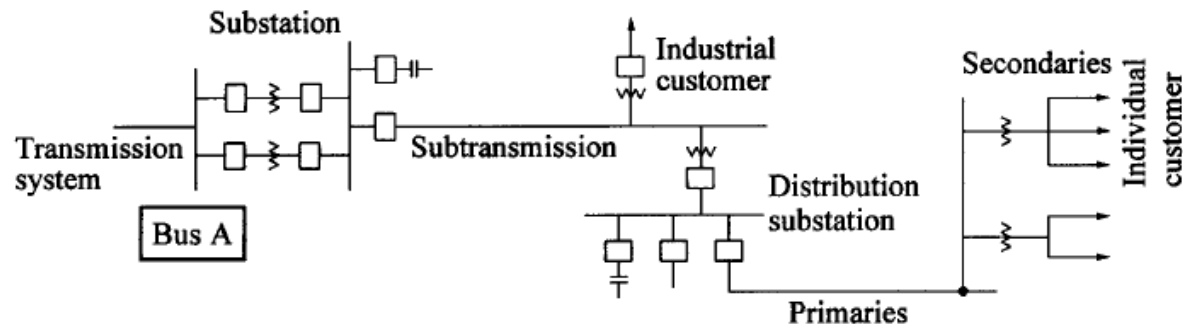 Substation
Industrial
customer
Secondaries
Individual
customer
Transmission
system
Subtransmission
Distribution
substation
Bus A
Primaries